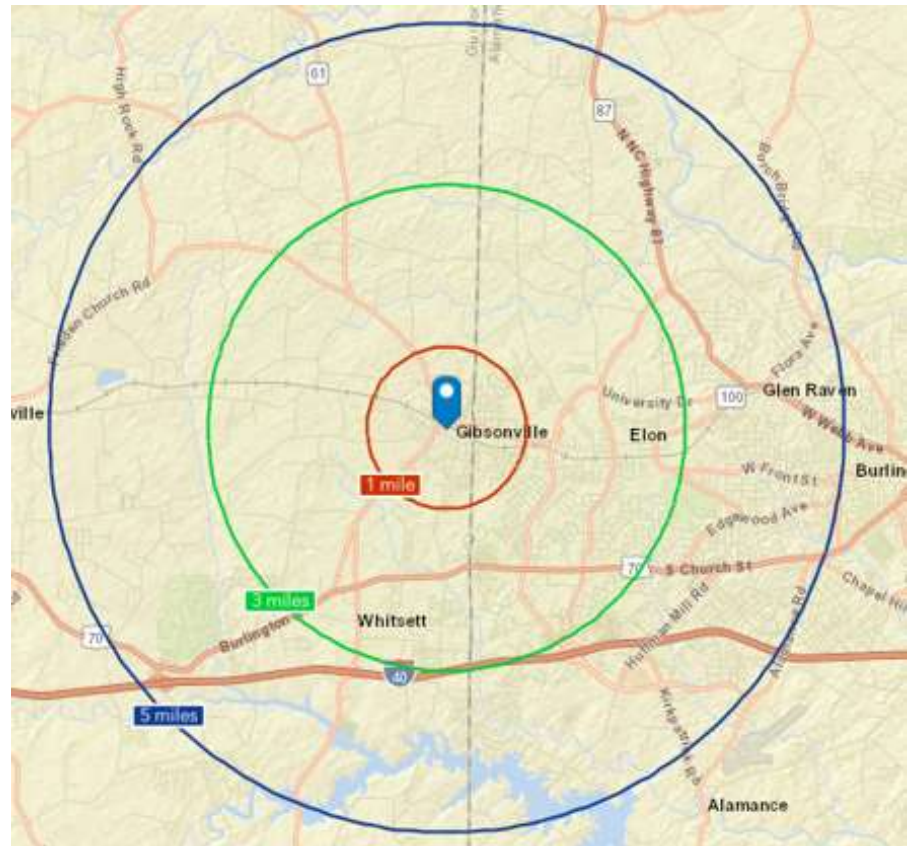 61
87
High Rock Rd
N NC Highway 87
Frieden Church Rd
Flora Ave
University Dr
100
Glen Raven
ville
Gibsonville
Elon
W Webb Ave
1 mile
W Front St
Burlin
Edgewood Ave
70
S Church St
3 miles
Chapel Hil
Whitsett
Huffman Mill Rd
Burlington
70
40
5 miles
Kirkpatrick Rd
Alamance